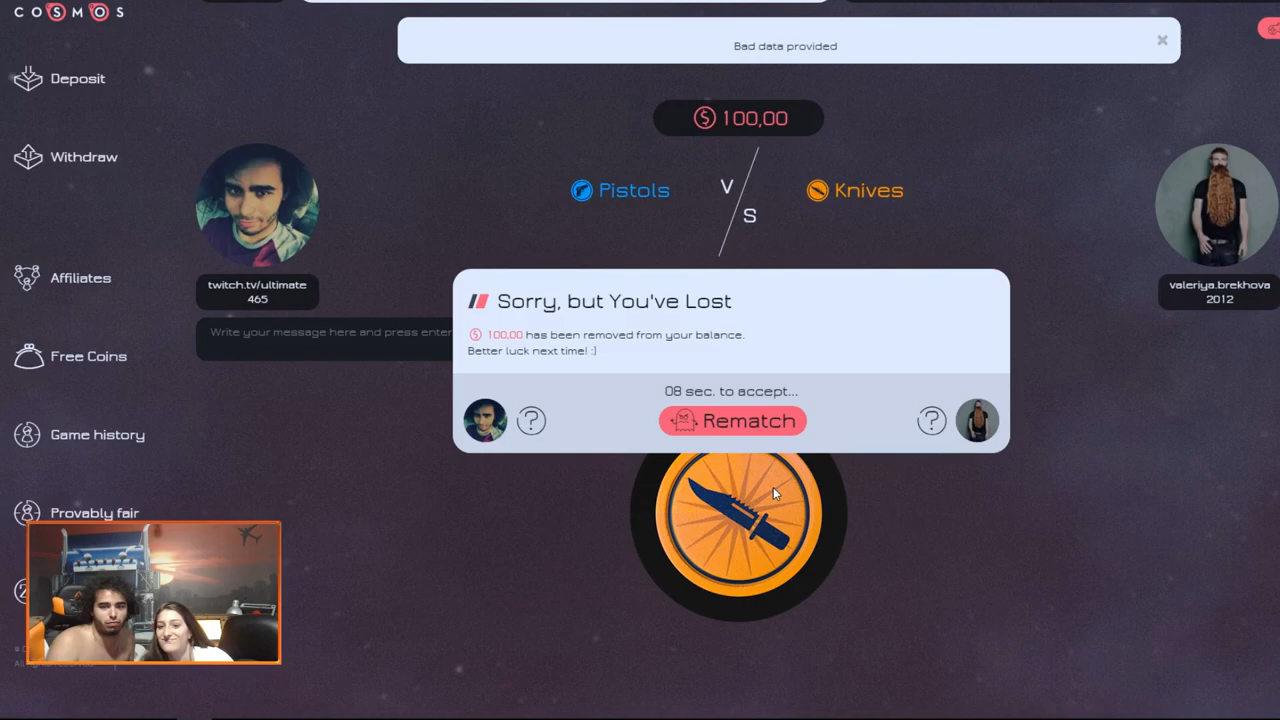 COSMOS
Bad data provided
Deposit
$ 100,00
Withdraw
Pistols
V
S
Knives
twitch.tv/ultimate
465
valeriya.brekhova
2012
Affiliates
Sorry, but You've Lost
Write your message here and press enter
$ 100,00 has been removed from your balance.
Better luck next time! :)
Free Coins
08 sec. to accept...
?
Rematch
?
Game history
Provably fair